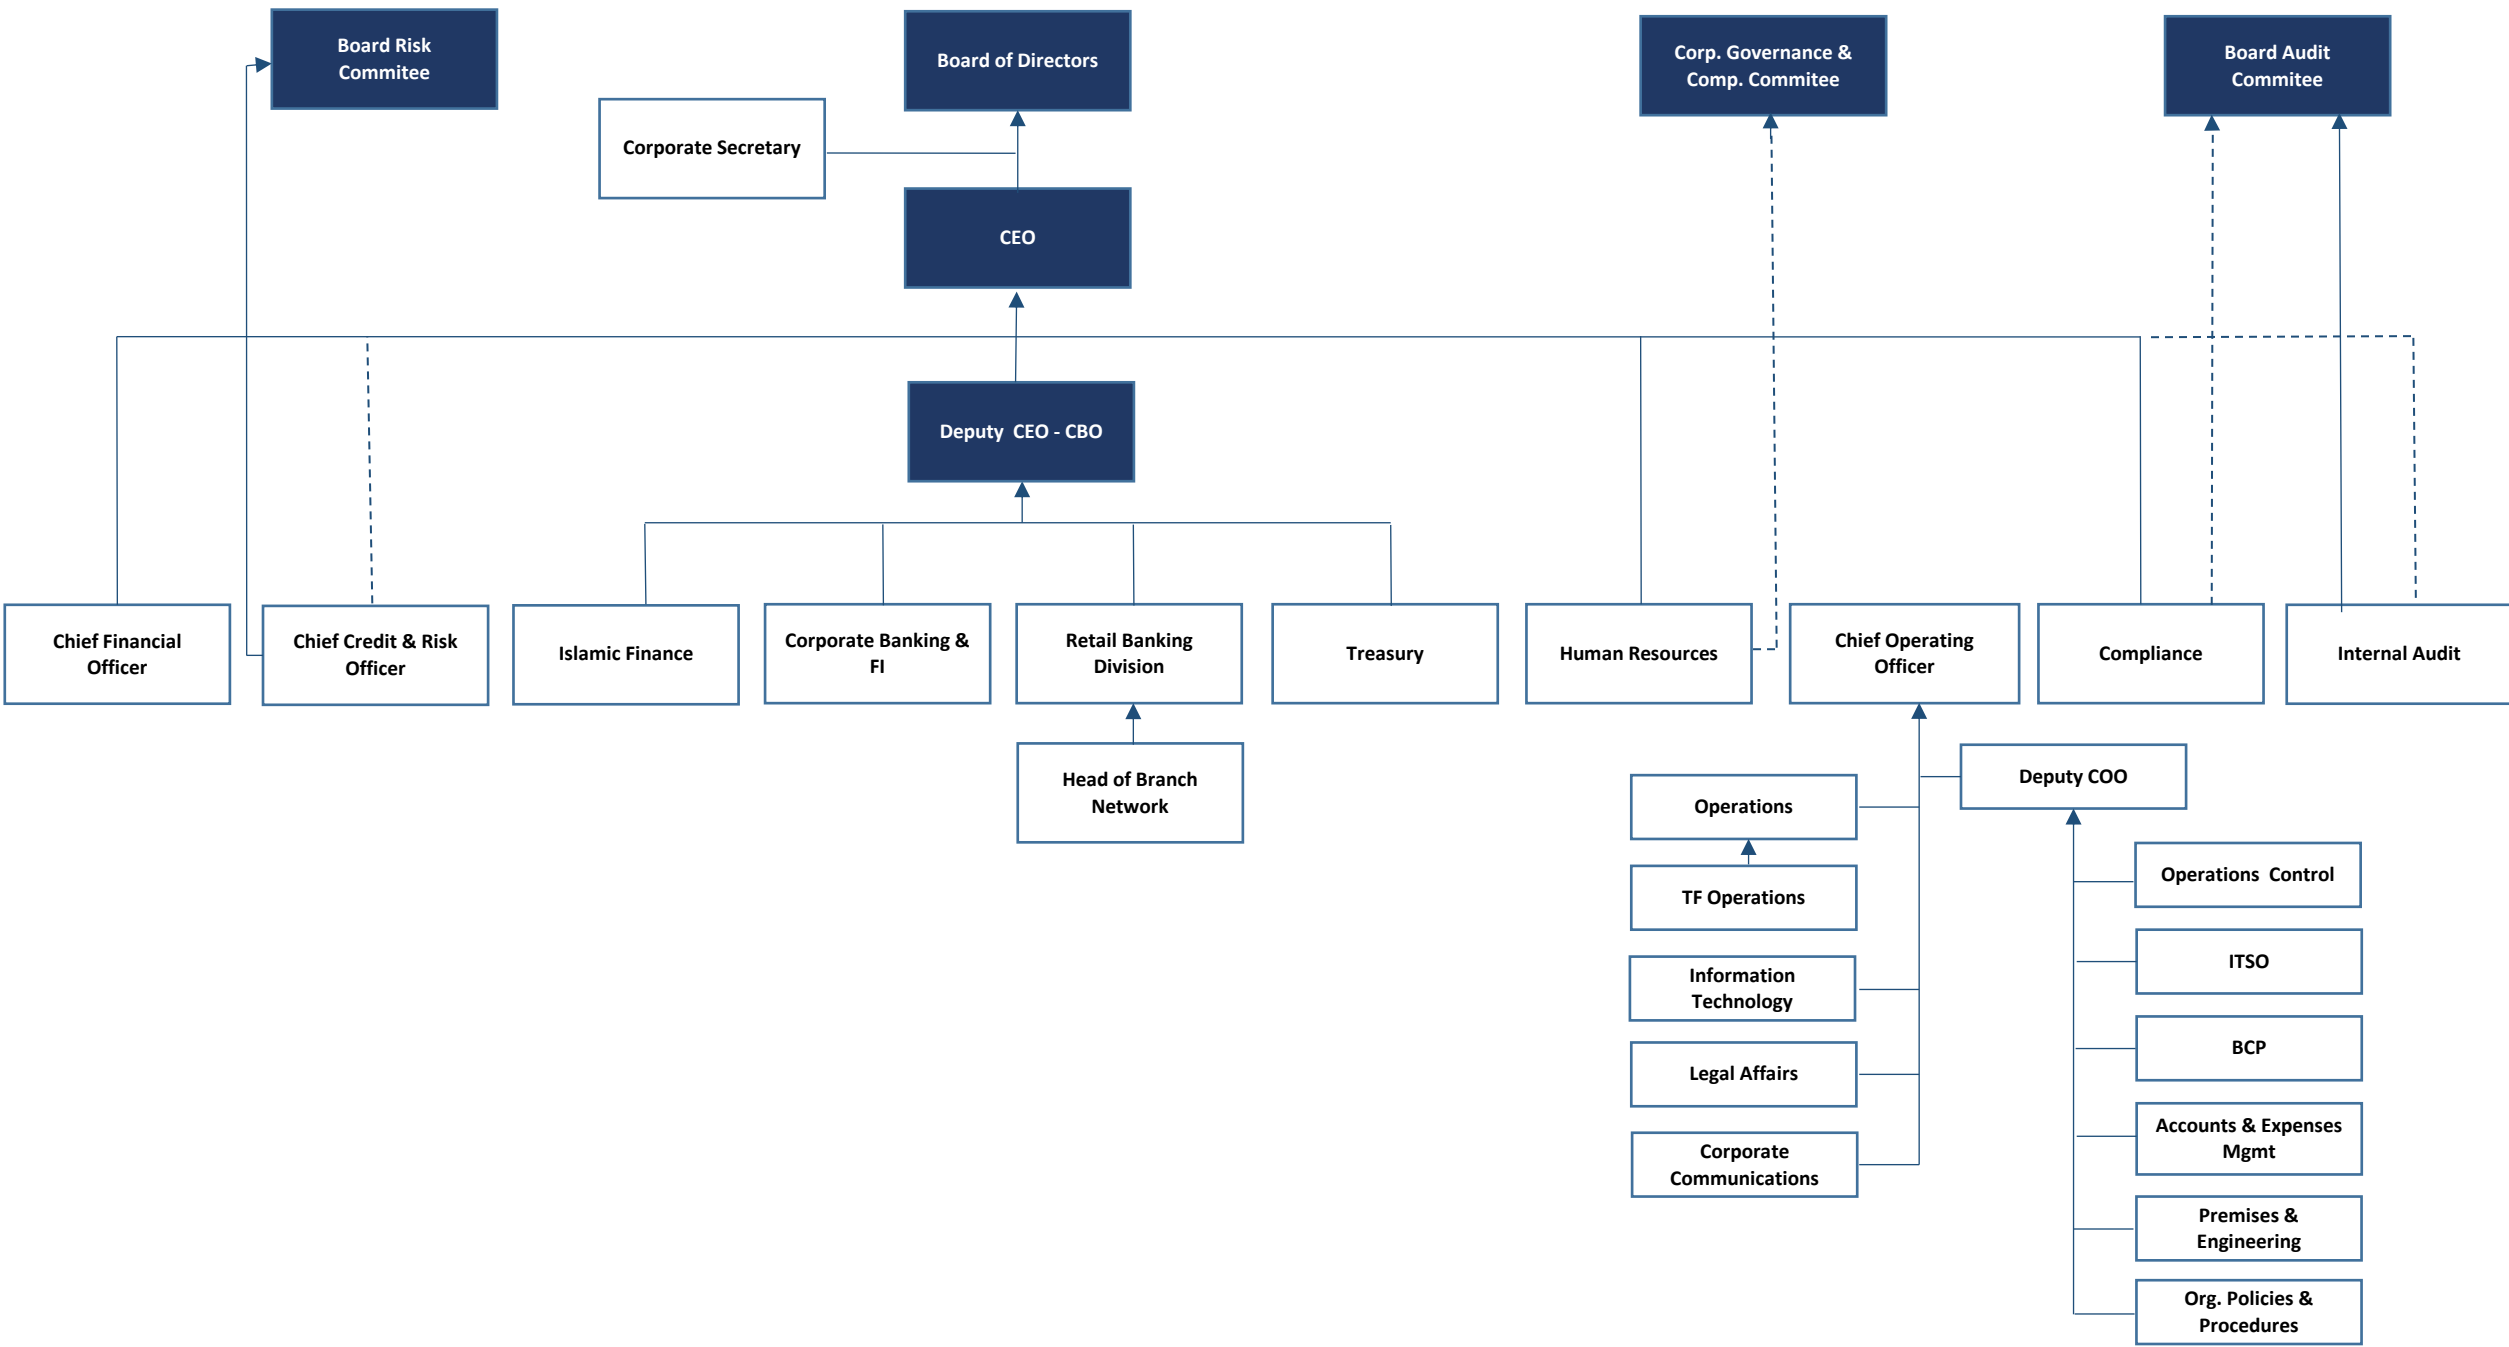 Board Risk
Commitee
Board of Directors
Corp. Governance &
Comp. Commitee
Board Audit
Commitee
Corporate Secretary
CEO
Deputy  CEO - CBO
Chief Financial
Officer
Chief Credit & Risk
Officer
Islamic Finance
Corporate Banking &
FI
Retail Banking
Division
Treasury
Human Resources
Chief Operating
Officer
Compliance
Internal Audit
Head of Branch
Network
Deputy COO
Operations
TF Operations
Information
Technology
Legal Affairs
Corporate
Communications
Operations  Control
ITSO
BCP
Accounts & Expenses
Mgmt
Premises &
Engineering
Org. Policies &
Procedures